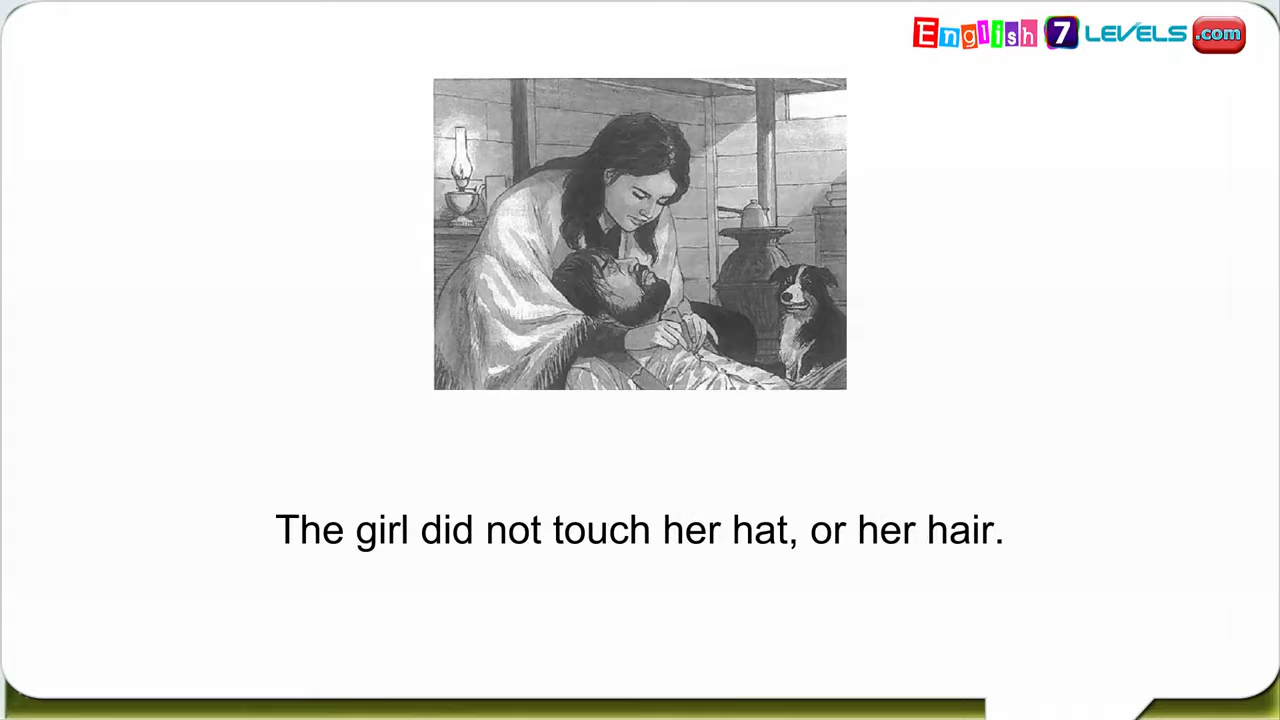 English 7 LEVELS .com
The girl did not touch her hat, or her hair.